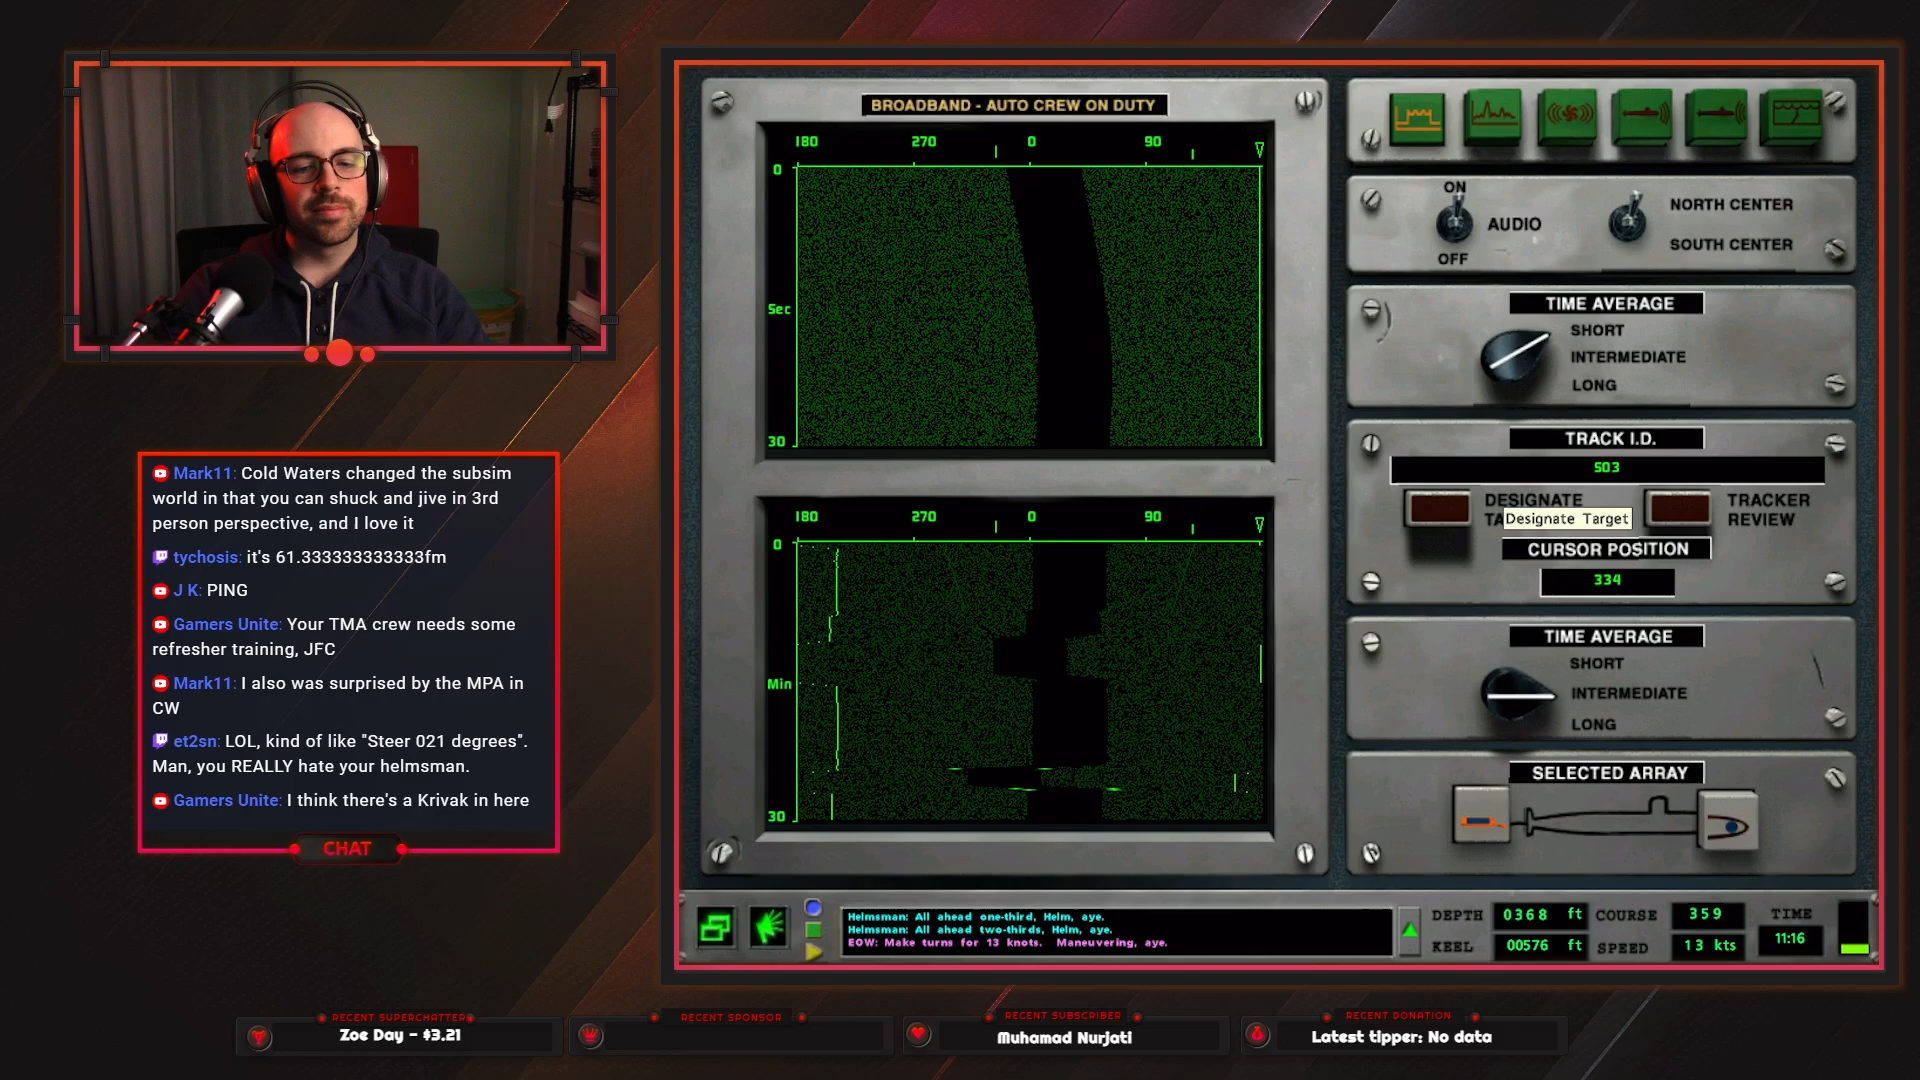 Mark11: Cold Waters changed the subsim
world in that you can shuck and jive in 3rd
person perspective, and I love it
tychosis: it's 61.333333333333fm
J K: PING
Gamers Unite: Your TMA crew needs some
refresher training, JFC
Mark11: I also was surprised by the MPA in
CW
et2sn: LOL, kind of like "Steer 021 degrees".
Man, you REALLY hate your helmsman.
Gamers Unite: I think there's a Krivak in here
CHAT
BROADBAND - AUTO CREW ON DUTY
180 270 0 90
0
Sec
30
180 270 0 90
0
Min
30
ON
AUDIO
OFF
NORTH CENTER
SOUTH CENTER
TIME AVERAGE
SHORT
INTERMEDIATE
LONG
TRACK I.D.
S03
DESIGNATE
TA
Designate Target
TRACKER
REVIEW
CURSOR POSITION
334
TIME AVERAGE
SHORT
INTERMEDIATE
LONG
SELECTED ARRAY
Helmsman: All ahead one-third, Helm, aye.
Helmsman: All ahead two-thirds, Helm, aye.
EOW: Make turns for 13 knots. Maneuvering, aye.
DEPTH 0368 ft COURSE 359 TIME
KEEL 00576 ft SPEED 13 kts 11:16
RECENT SUPERCHATTER
Zoe Day - $3.21
RECENT SPONSOR
RECENT SUBSCRIBER
Muhamad Nurjati
RECENT DONATION
Latest tipper: No data